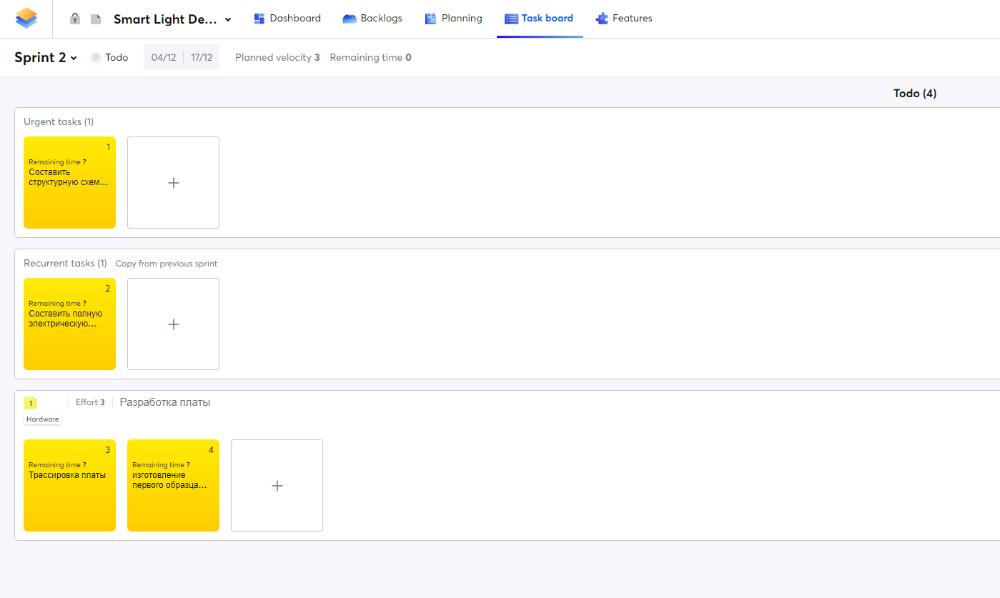 Smart Light De...
Dashboard
Backlogs
Planning
Task board
Features
Sprint 2
Todo
04/12
17/12
Planned velocity 3
Remaining time 0
Todo (4)
Urgent tasks (1)
1
Remaining time ?
Составить
структурную схем...
Recurrent tasks (1)
Copy from previous sprint
2
Remaining time ?
Составить полную
электрическую...
1
Effort 3
Разработка платы
Hardware
3
Remaining time ?
Трассировка платы
4
Remaining time ?
изготовление
первого образца...